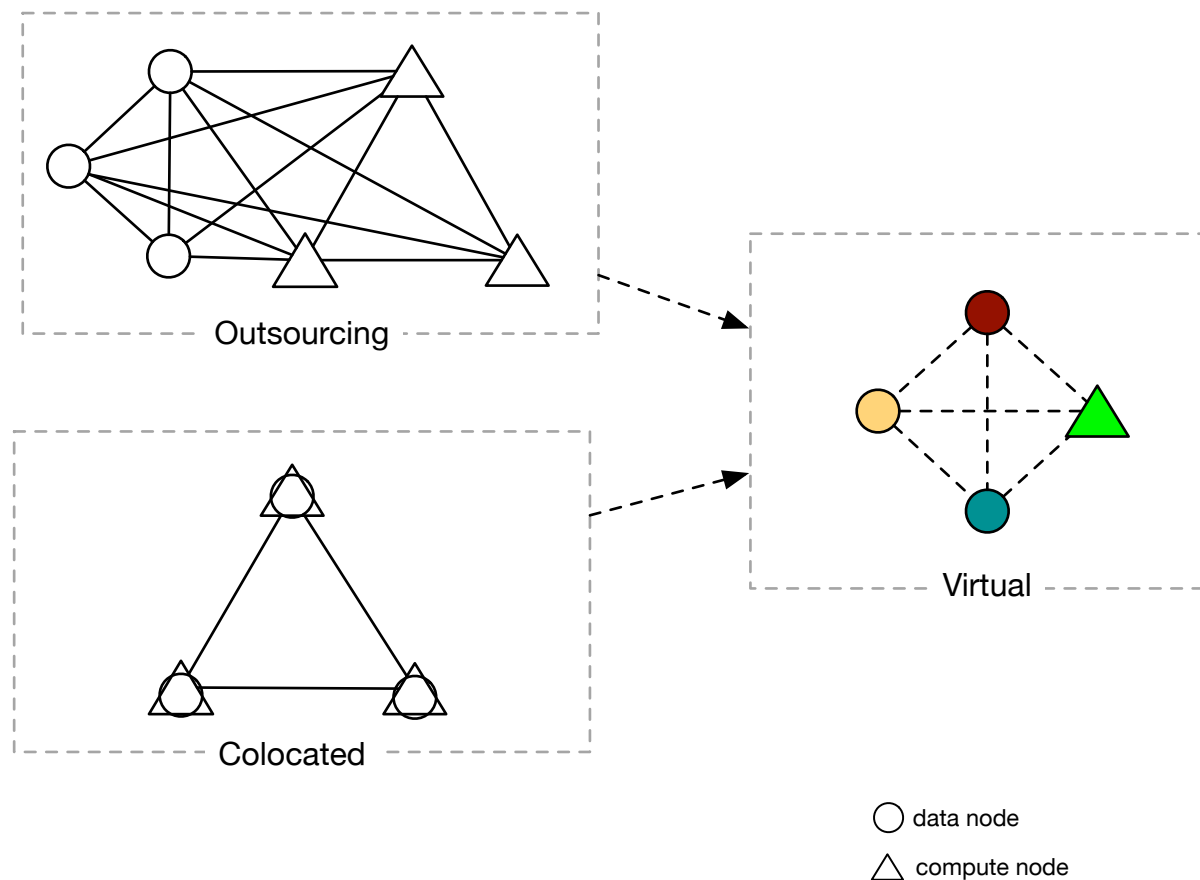 Outsourcing
Virtual
Colocated
data node
compute node